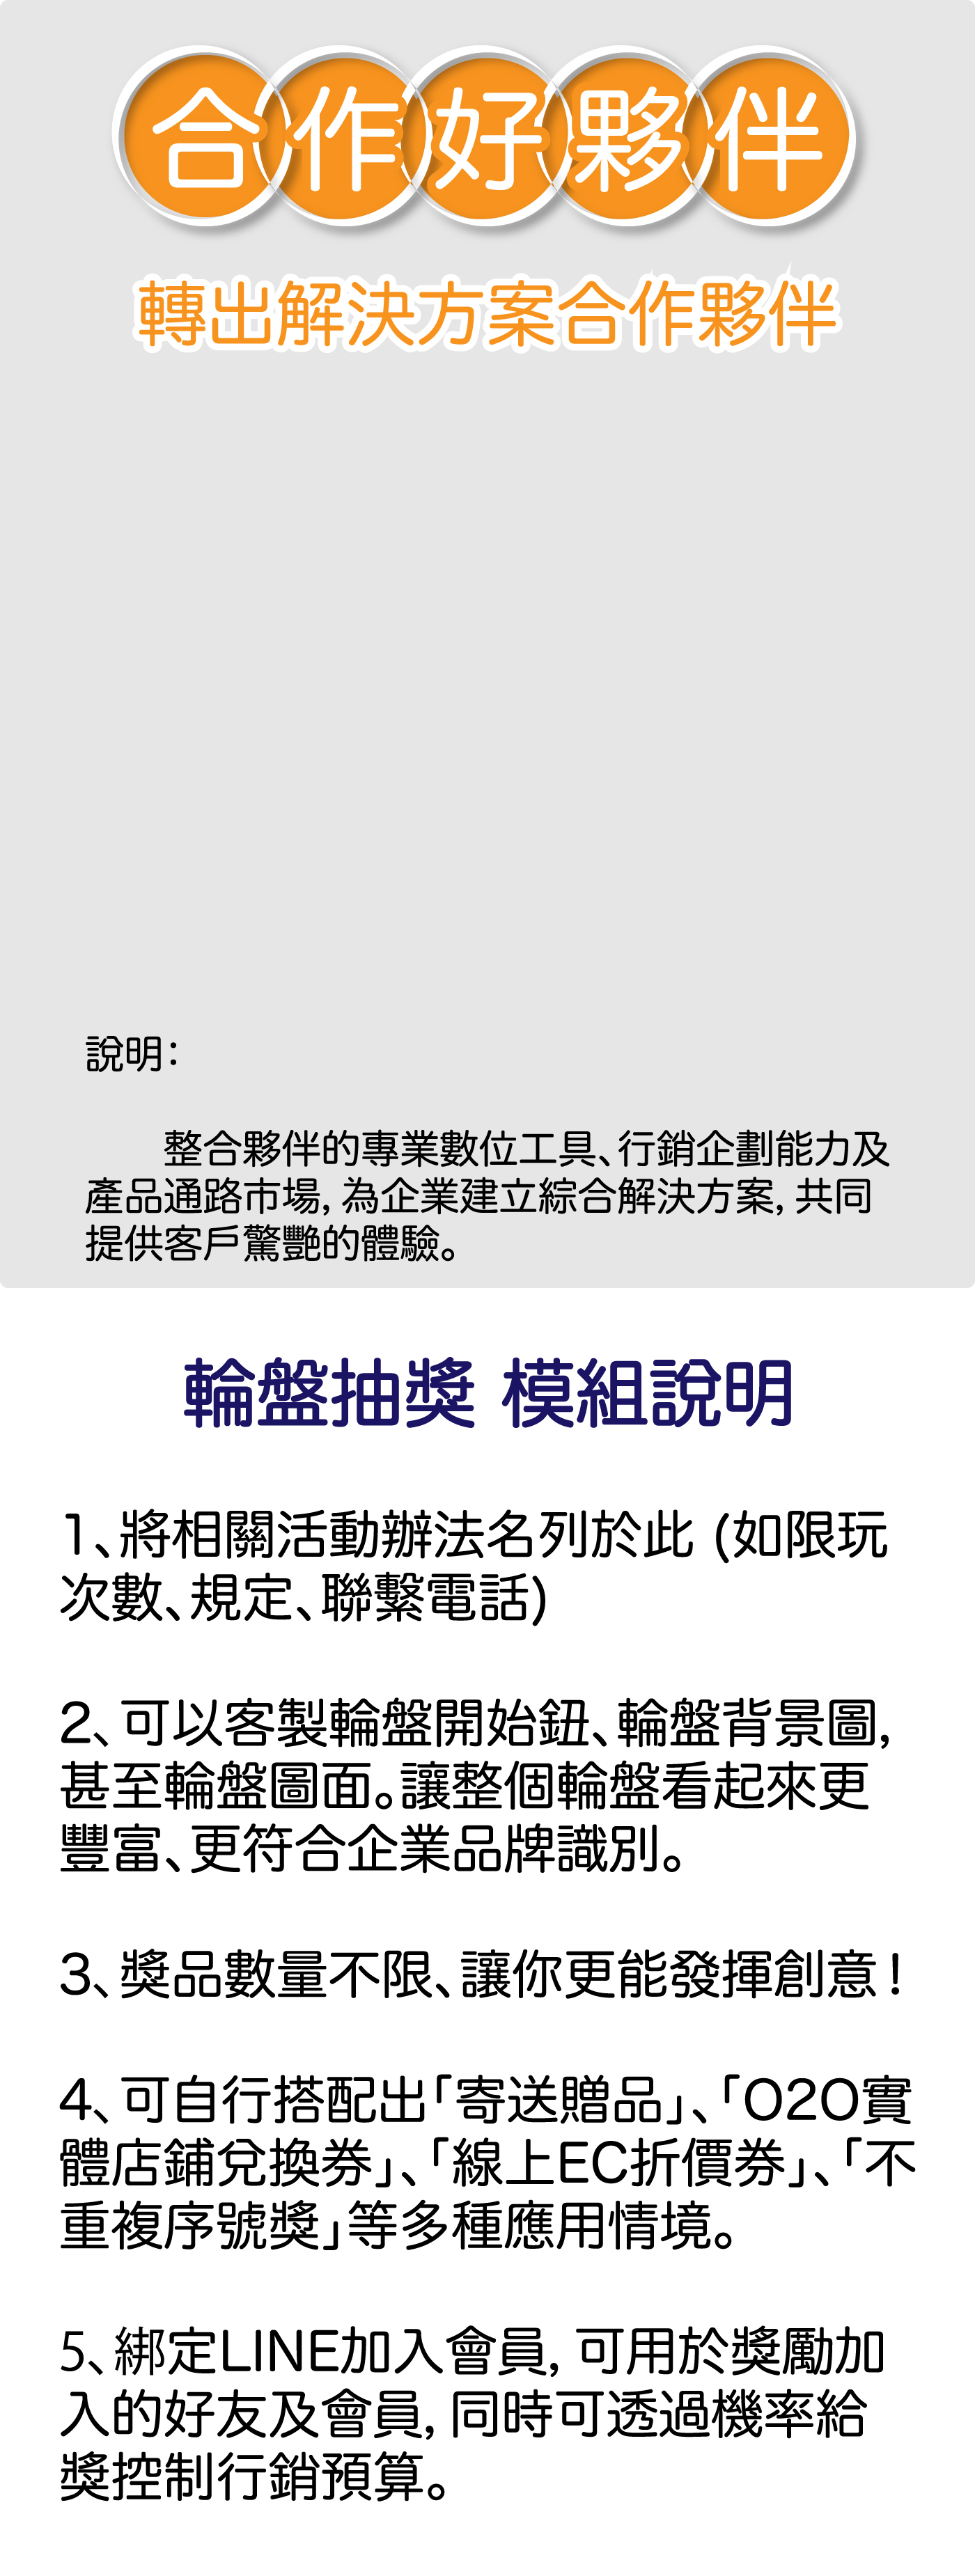 合作好夥伴
轉出解決方案合作夥伴
說明：
整合夥伴的專業數位工具、行銷企劃能力及
產品通路市場，為企業建立綜合解決方案，共同
提供客戶驚艷的體驗。
輪盤抽獎 模組說明
1、將相關活動辦法名列於此 (如限玩
次數、規定、聯繫電話)
2、可以客製輪盤開始鈕、輪盤背景圖，
甚至輪盤圖面。讓整個輪盤看起來更
豐富、更符合企業品牌識別。
3、獎品數量不限、讓你更能發揮創意！
4、可自行搭配出「寄送贈品」、「O2O實
體店鋪兌換券」、「線上EC折價券」、「不
重複序號獎」等多種應用情境。
5、綁定LINE加入會員，可用於獎勵加
入的好友及會員，同時可透過機率給
獎控制行銷預算。